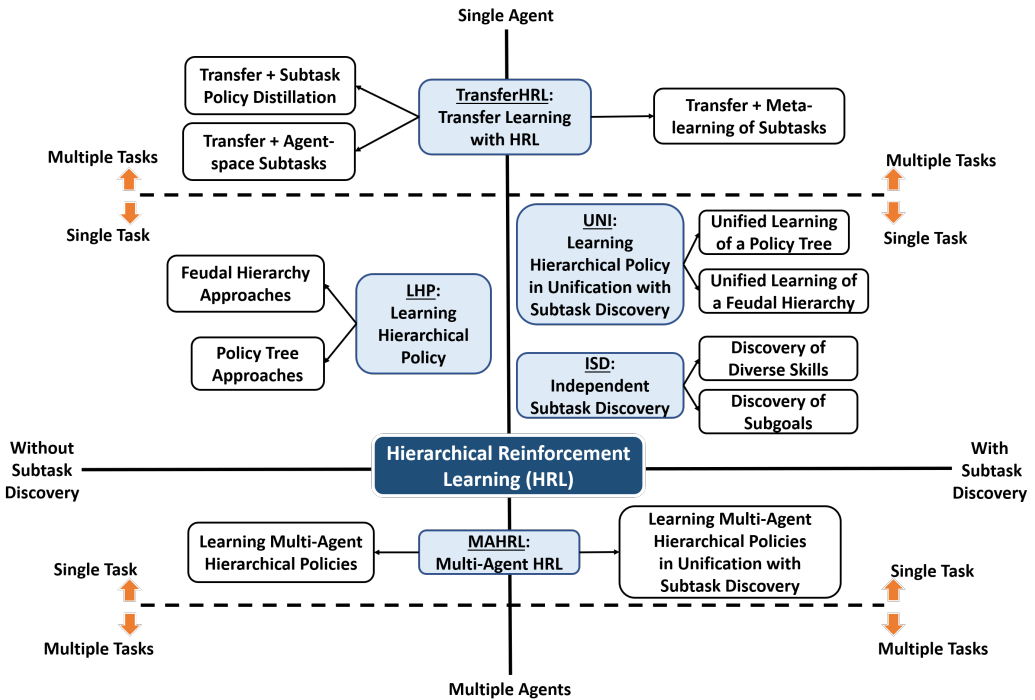 Single Agent
Transfer + Subtask
Policy Distillation
TransferHRL:
Transfer Learning
with HRL
Transfer + Meta-
learning of Subtasks
Transfer + Agent-
space Subtasks
Multiple Tasks
Multiple Tasks
Single Task
Single Task
UNI:
Learning
Hierarchical Policy
in Unification with
Subtask Discovery
Unified Learning
of a Policy Tree
Unified Learning of
a Feudal Hierarchy
Feudal Hierarchy
Approaches
LHP:
Learning
Hierarchical
Policy
Policy Tree
Approaches
ISD:
Independent
Subtask Discovery
Discovery of
Diverse Skills
Discovery of
Subgoals
Without
Subtask
Discovery
Hierarchical Reinforcement
Learning (HRL)
With
Subtask
Discovery
Learning Multi-Agent
Hierarchical Policies
MAHRL:
Multi-Agent HRL
Learning Multi-Agent
Hierarchical Policies
in Unification with
Subtask Discovery
Single Task
Single Task
Multiple Tasks
Multiple Tasks
Multiple Agents